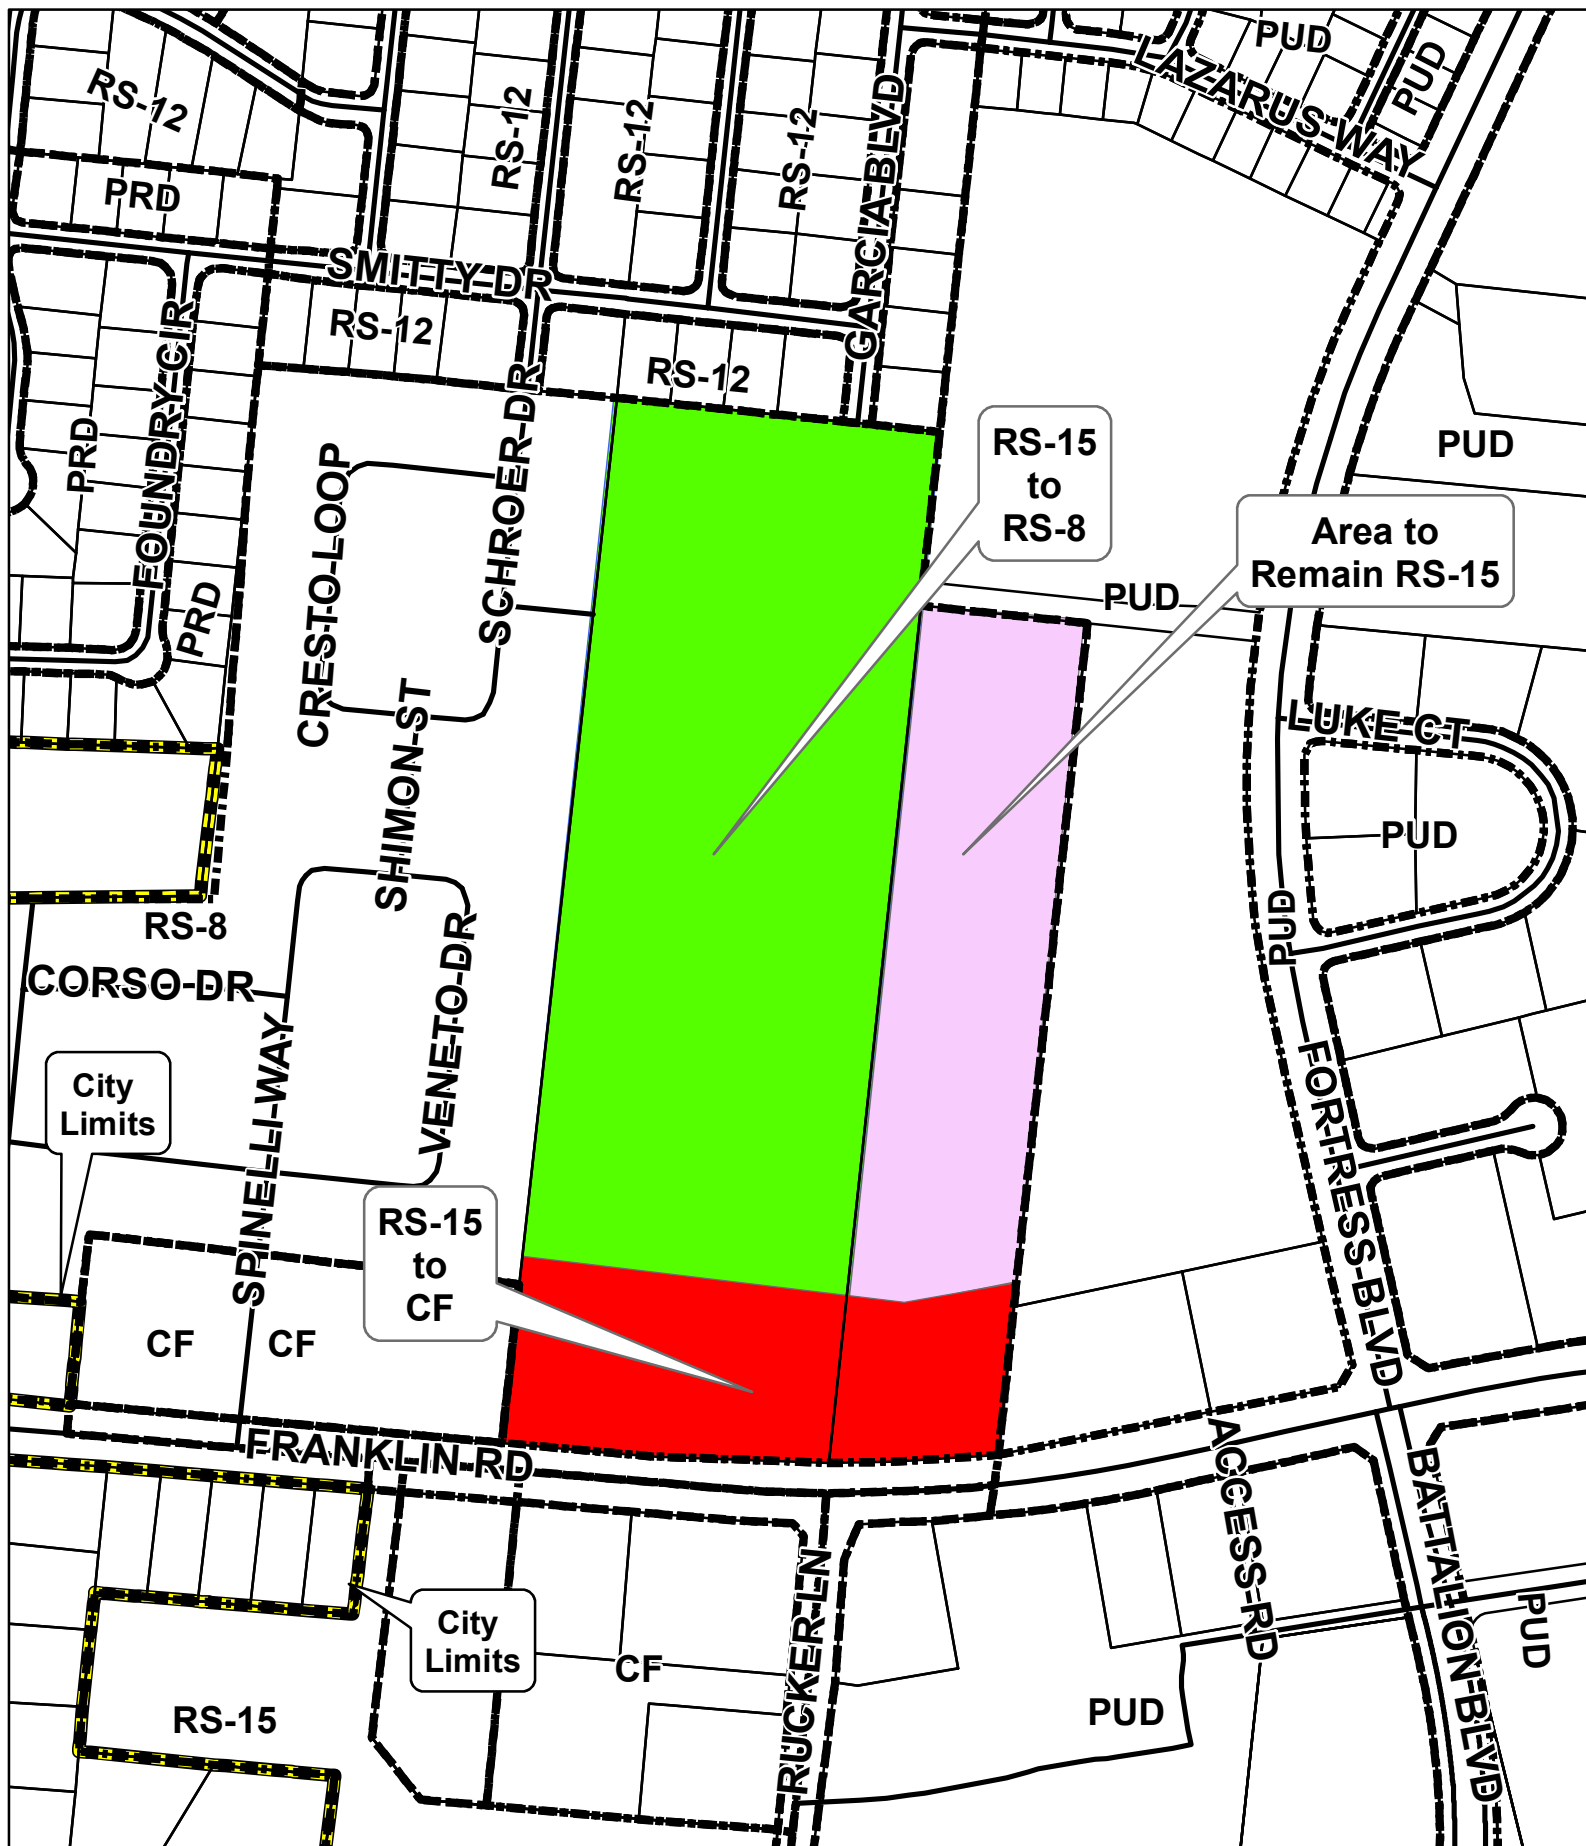 PUD
PUD
LAZARUS WAY
RS-12
RS-12
RS-12
RS-12
GARCIA BLVD
PRD
SMITTY DR
RS-12
RS-12
FOUNDRY CIR
PRD
PRD
CRESTO LOOP
SCHROER DR
RS-15
to
RS-8
PUD
Area to
Remain RS-15
PUD
LUKE CT
PUD
SHIMON ST
PUD
RS-8
CORSO DR
VENETO DR
SPINELLI WAY
City
Limits
FORTRESS BLVD
RS-15
to
CF
CF
CF
FRANKLIN RD
ACCESS RD
BATTALION BLVD
RUCKER LN
City
Limits
CF
PUD
RS-15
PUD